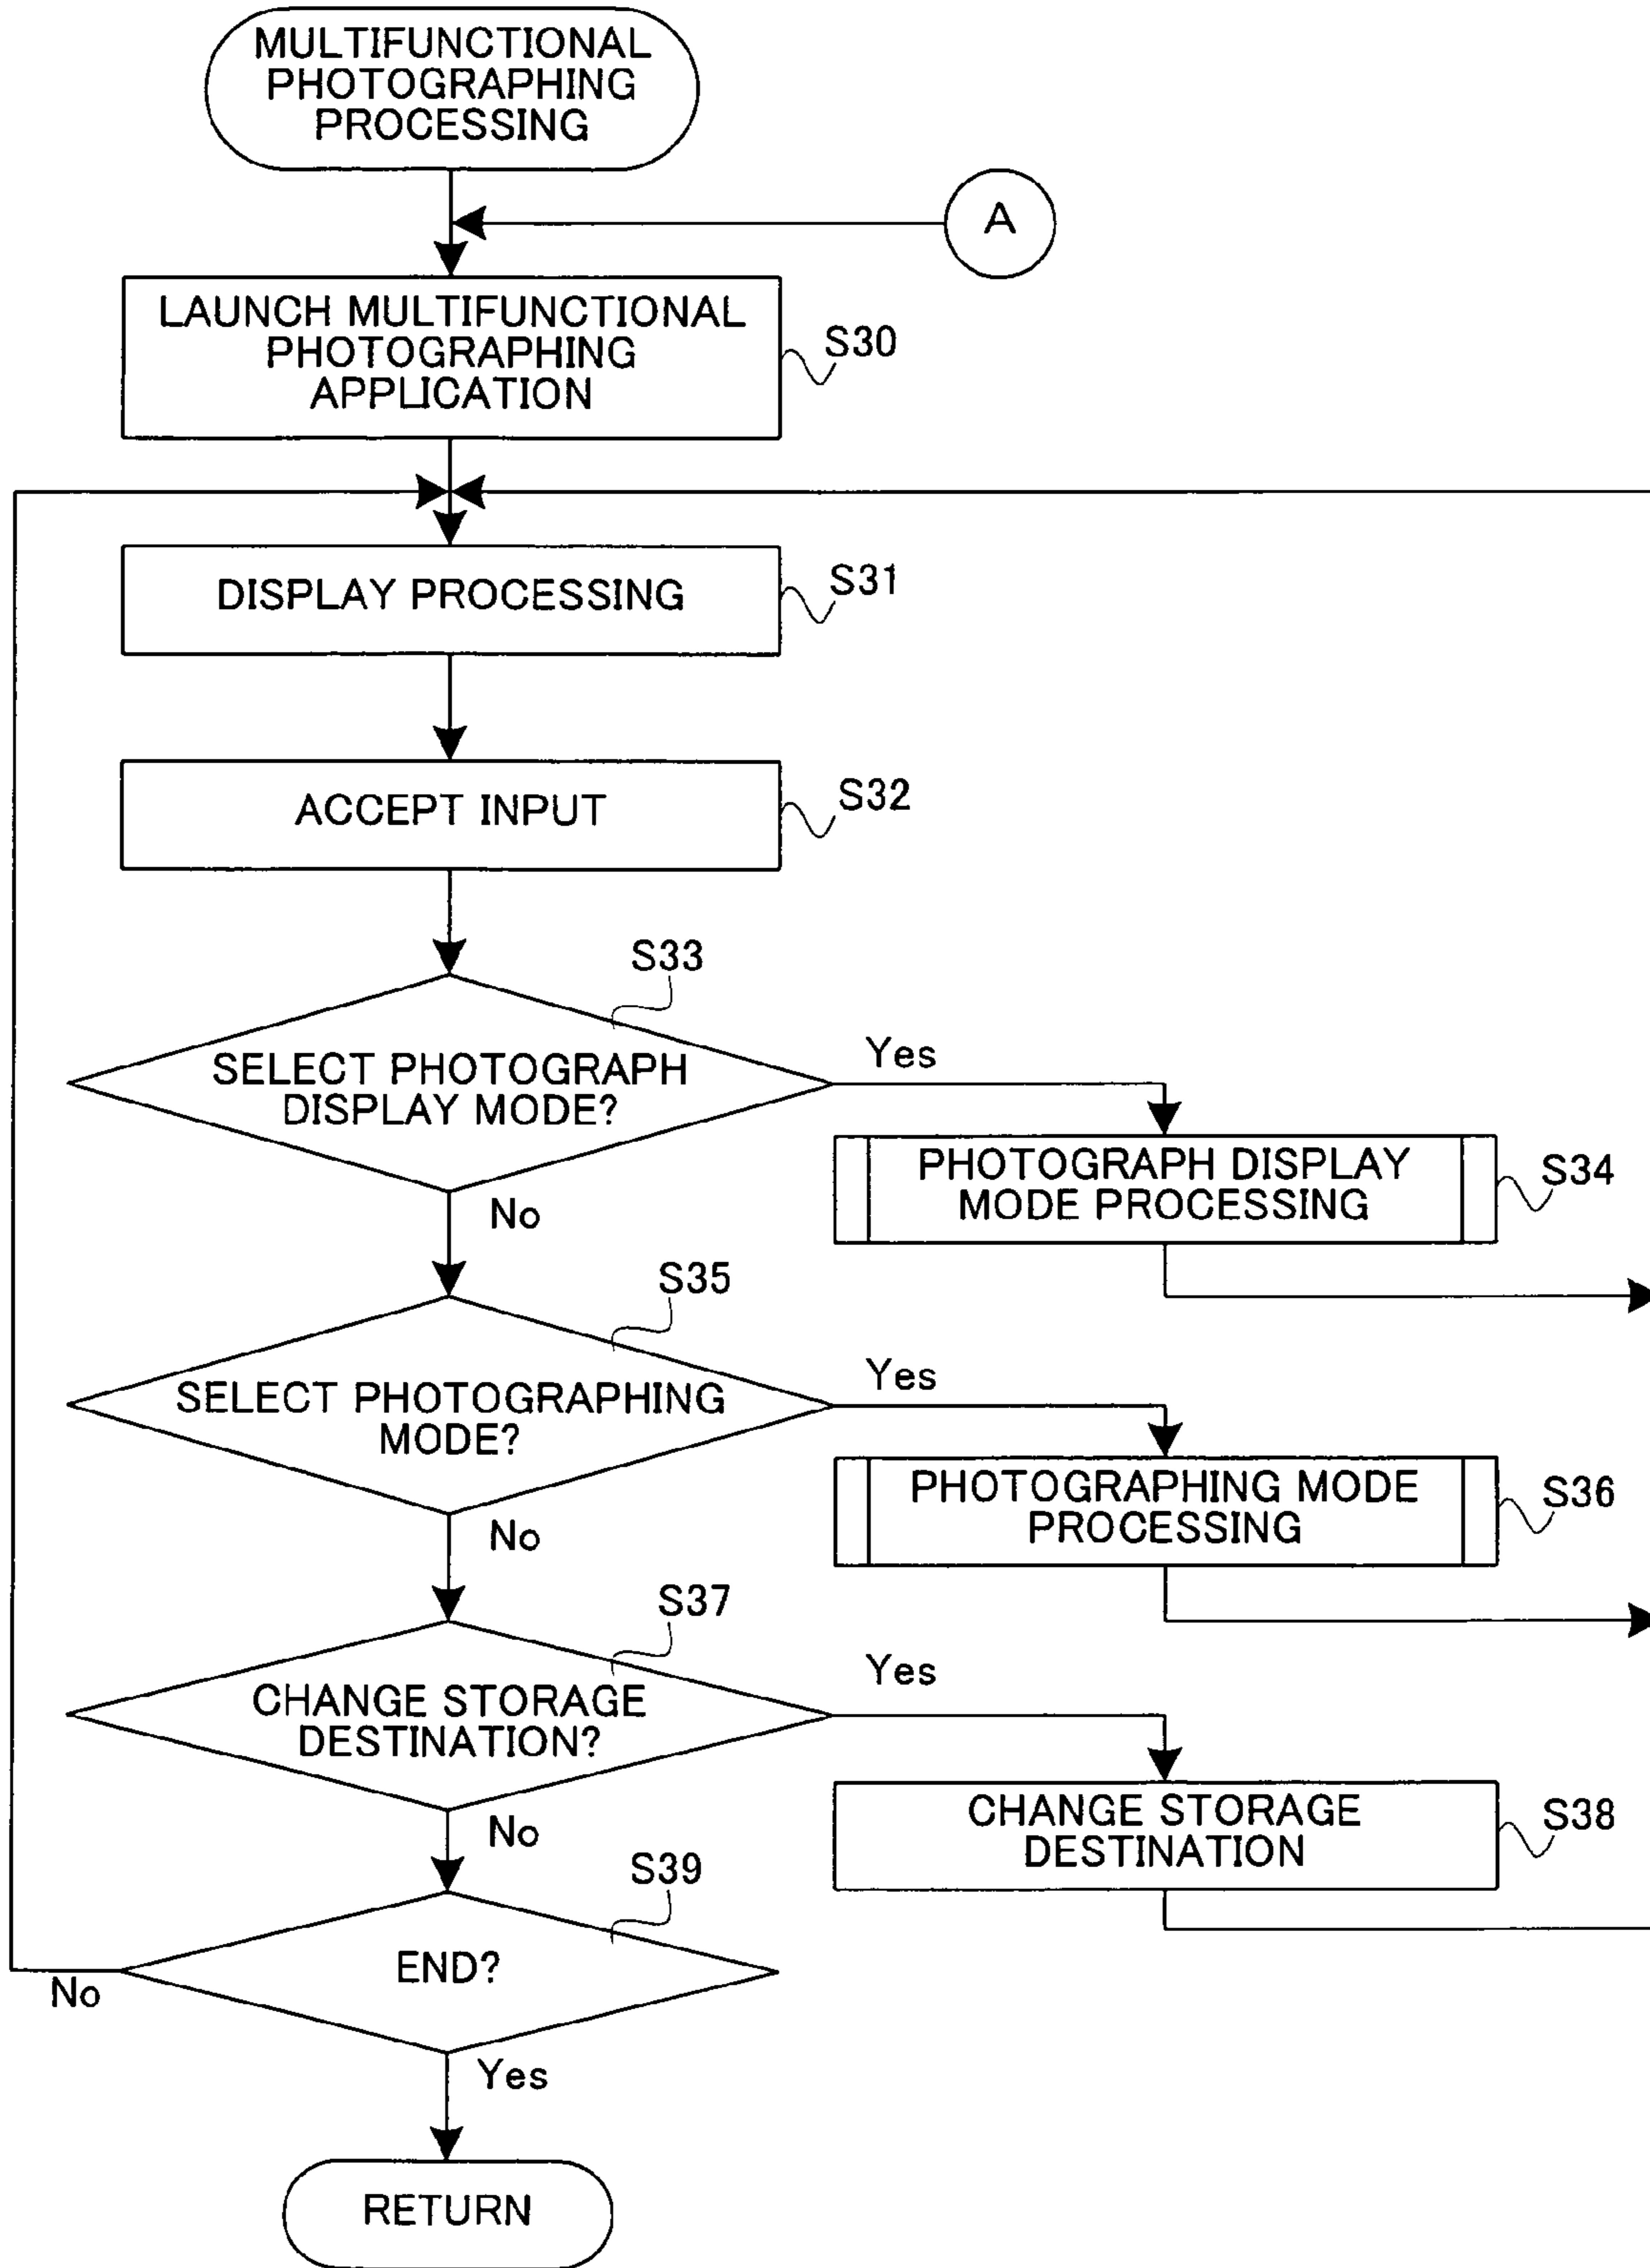 MULTIFUNCTIONAL
PHOTOGRAPHING
PROCESSING
A
LAUNCH MULTIFUNCTIONAL
PHOTOGRAPHING
APPLICATION
S30
DISPLAY PROCESSING
S31
ACCEPT INPUT
S32
S33
SELECT PHOTOGRAPH
DISPLAY MODE?
Yes
No
PHOTOGRAPH DISPLAY
MODE PROCESSING
S34
S35
SELECT PHOTOGRAPHING
MODE?
Yes
No
PHOTOGRAPHING MODE
PROCESSING
S36
S37
CHANGE STORAGE
DESTINATION?
Yes
No
CHANGE STORAGE
DESTINATION
S38
S39
END?
No
Yes
RETURN